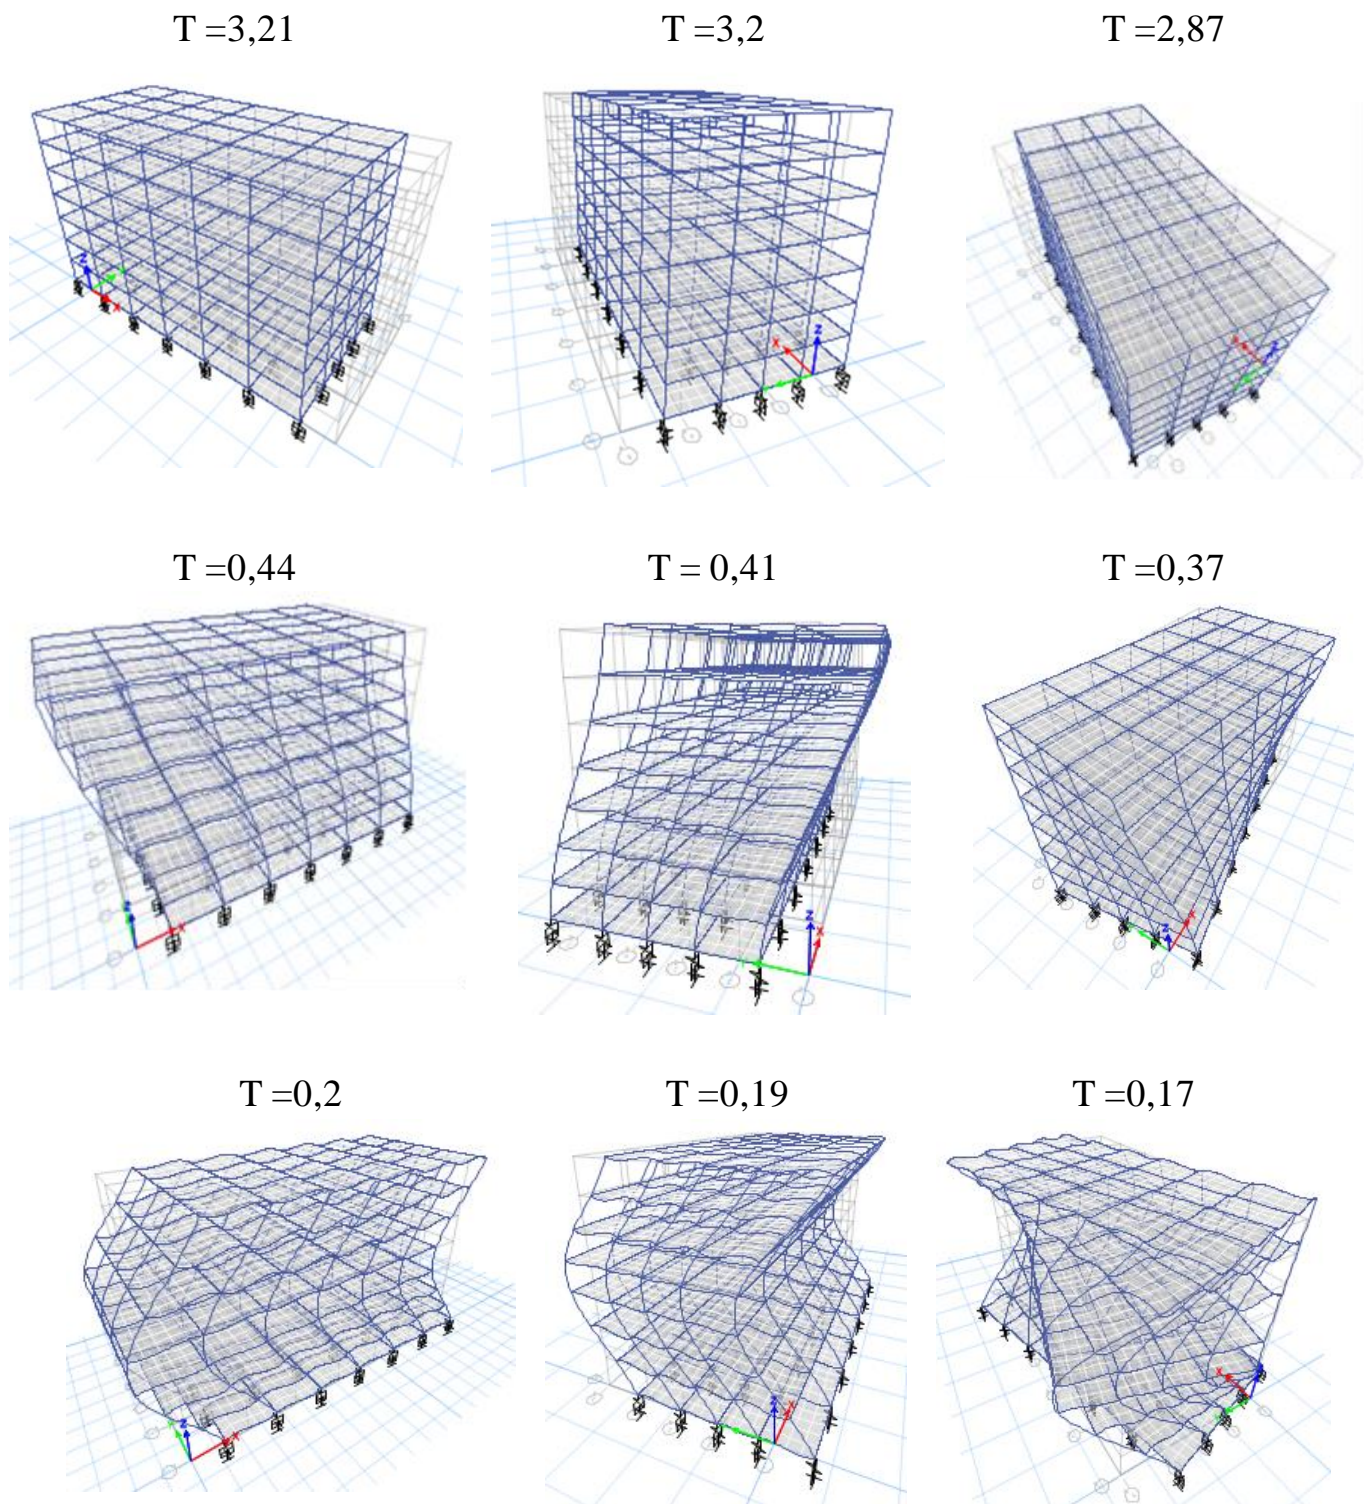 T =3,21 T =3,2 T =2,87
T =0,44 T = 0,41 T =0,37
T =0,2 T =0,19 T =0,17